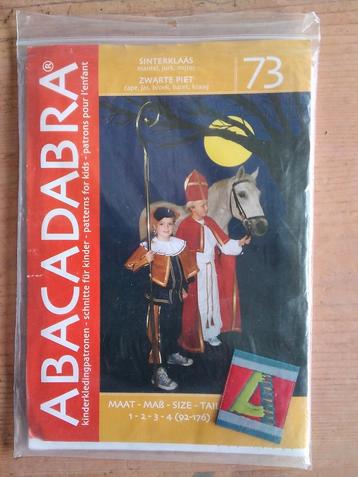 SINTERKLAAS
mantel, jurk, mijter
ZWARTE PIET
cape, jas, broek, baret, kraag
73
ABACADABRA®
kinderkledingpatronen - schnitte für kinder - patterns for kids - patrons pour l'enfant
MAAT - MAß - SIZE - TAI
1 - 2 - 3 - 4 (92-176)